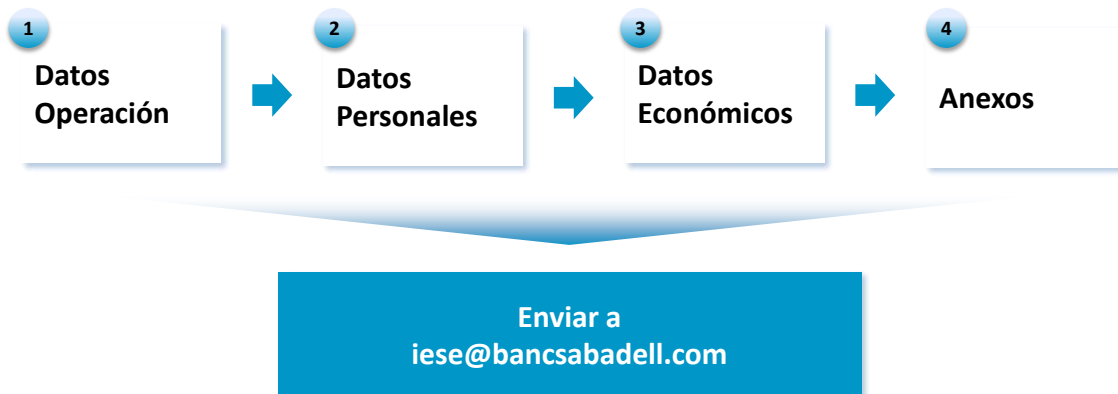 1
Datos
Operación
2
Datos
Personales
3
Datos
Económicos
4
Anexos
Enviar a
iese@bancsabadell.com